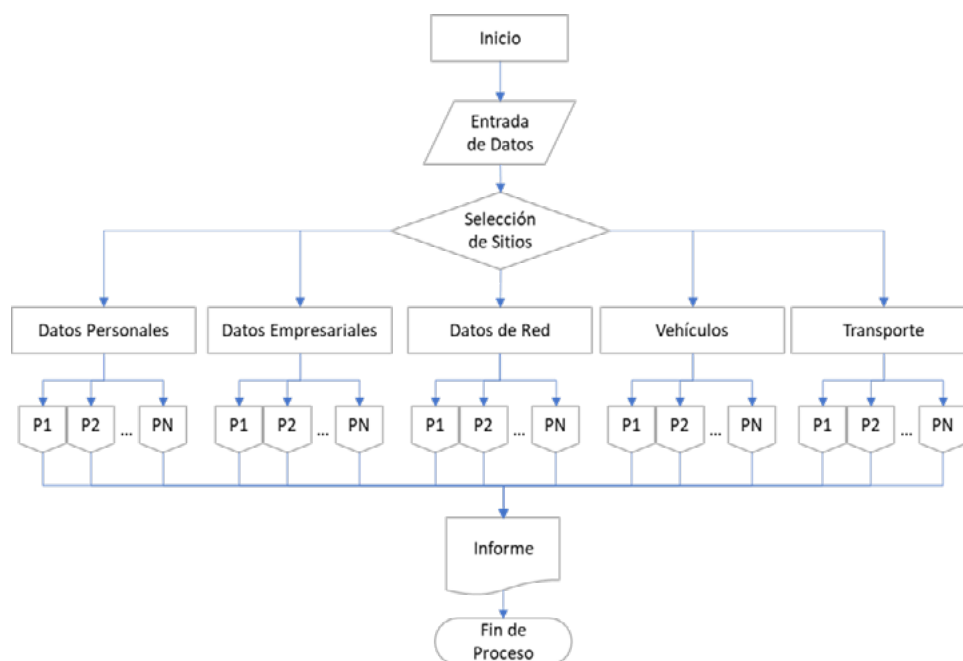 Inicio
Entrada
de Datos
Selección
de Sitios
Datos Personales
Datos Empresariales
Datos de Red
Vehículos
Transporte
P1 P2 ... PN
P1 P2 ... PN
P1 P2 ... PN
P1 P2 ... PN
P1 P2 ... PN
Informe
Fin de
Proceso